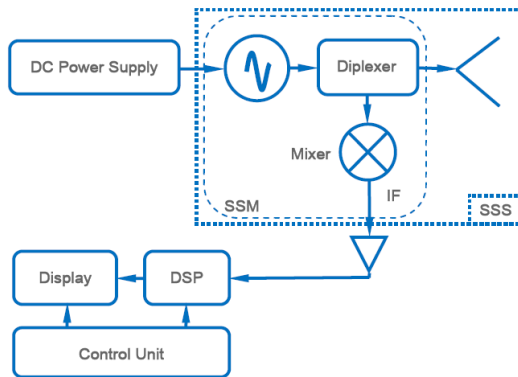 DC Power Supply
Diplexer
Mixer
IF
SSM
SSS
Display
DSP
Control Unit